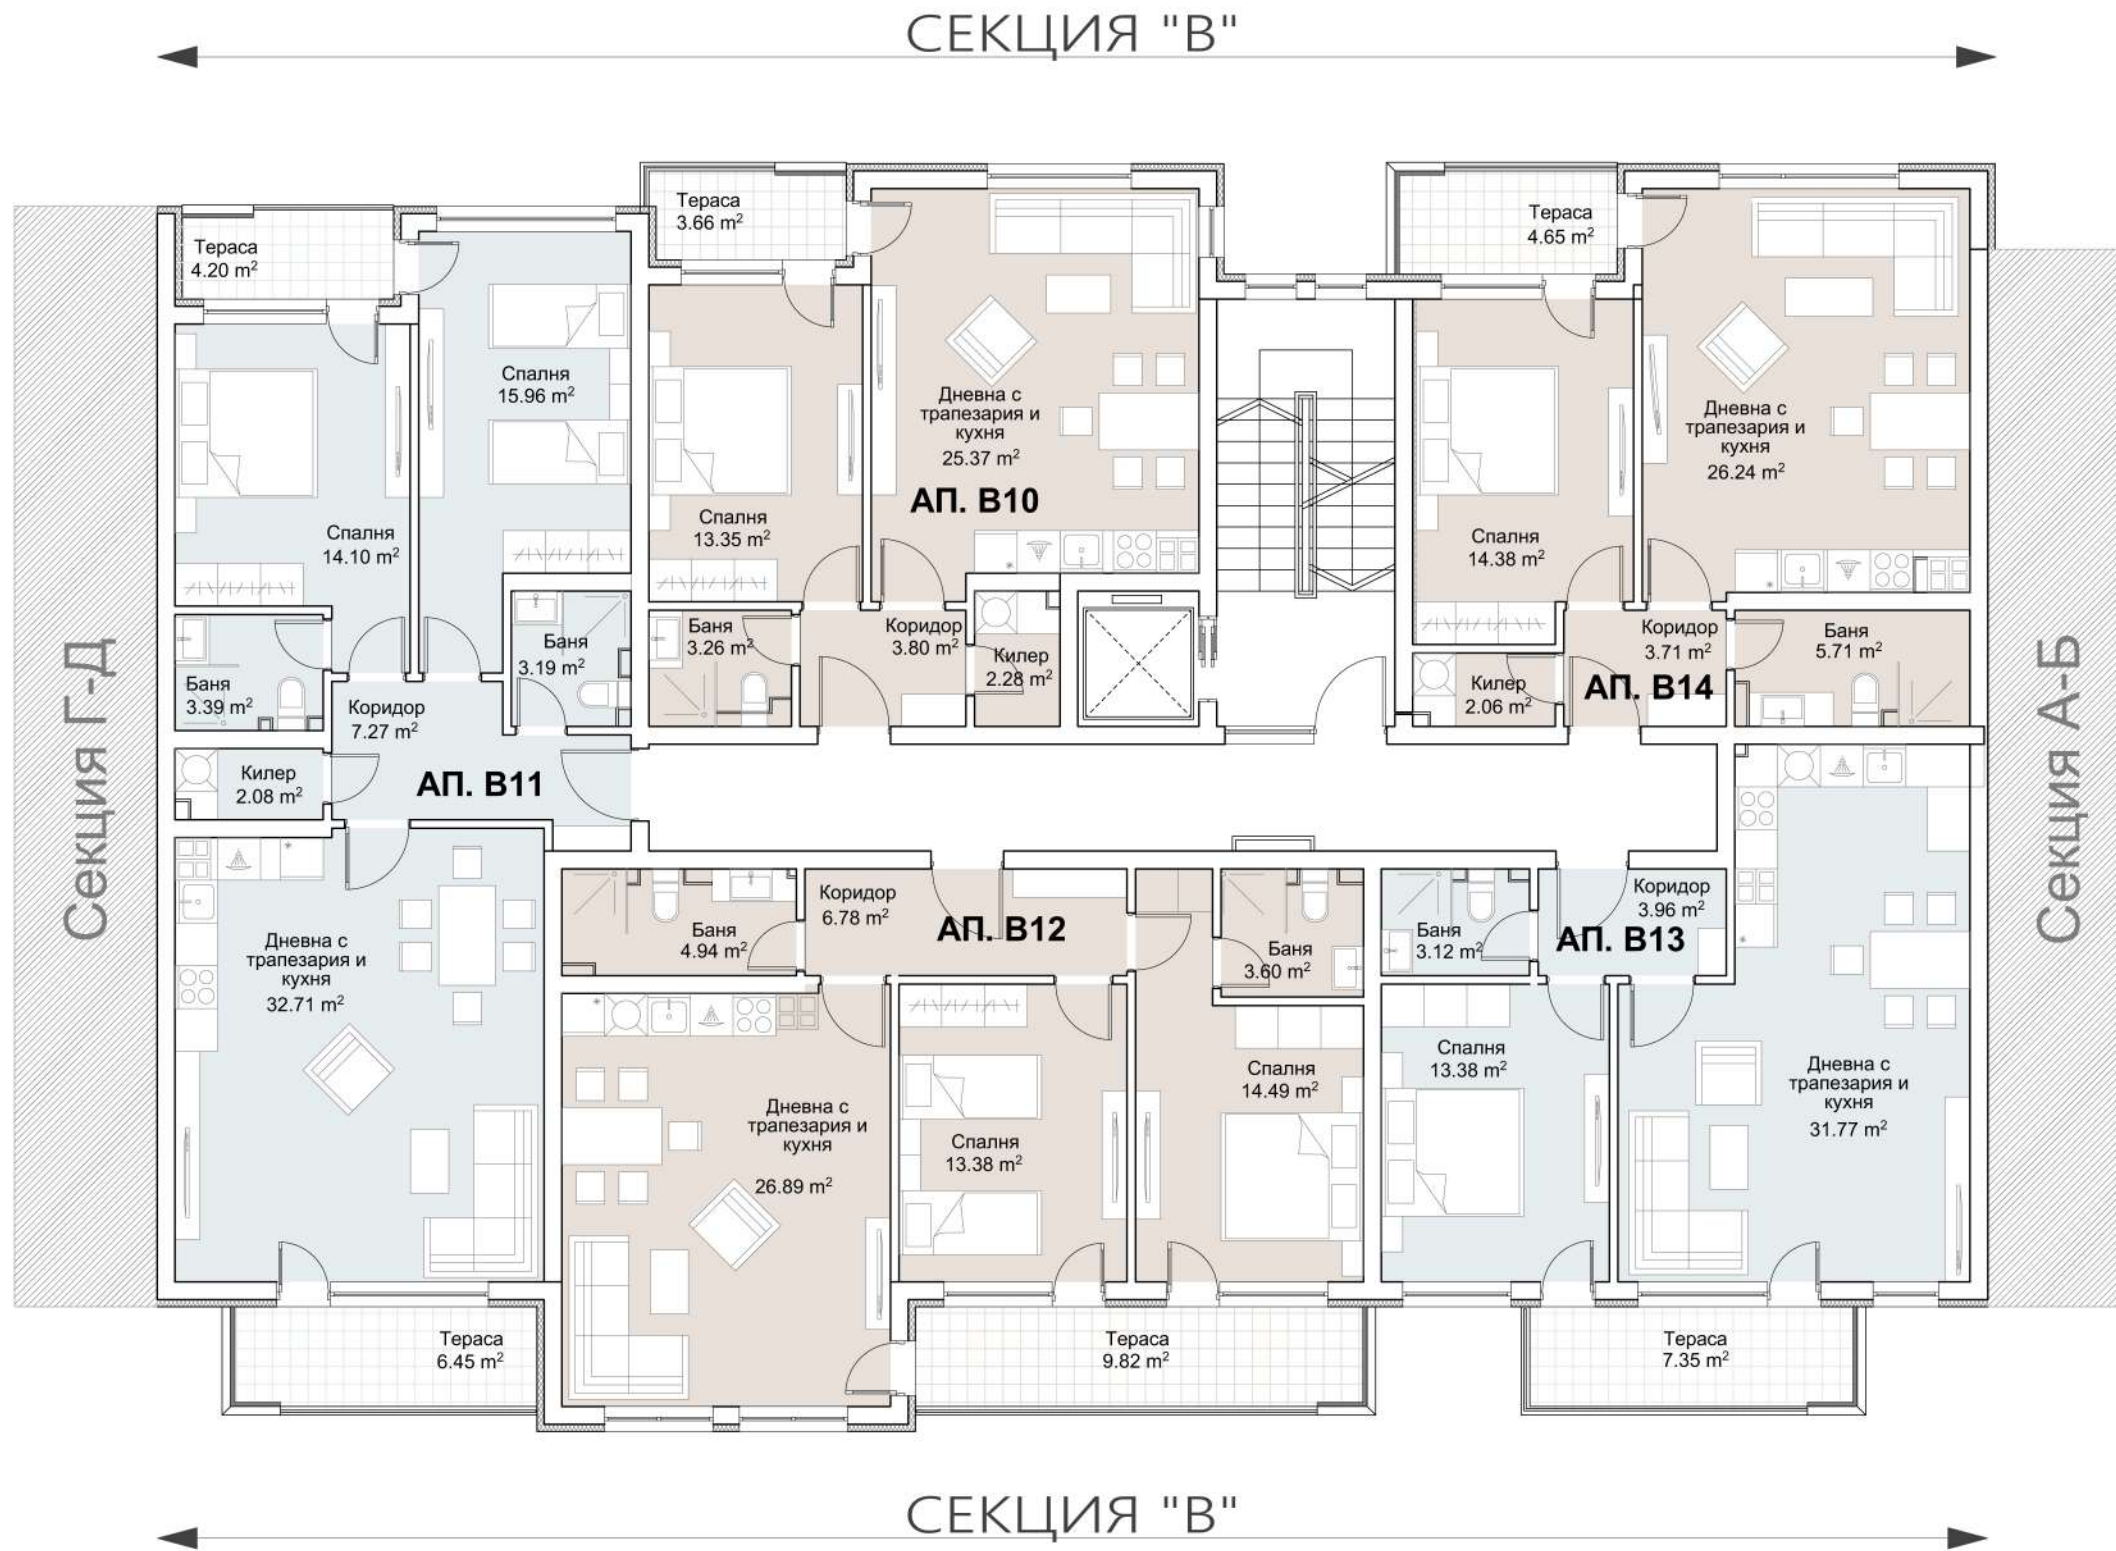 СЕКЦИЯ "В"
Тераса
4.20 m²
Тераса
3.66 m²
Тераса
4.65 m²
Спалня
15.96 m²
Спалня
14.10 m²
Спалня
13.35 m²
Дневна с
трапезария и
кухня
25.37 m²
АП. В10
Спалня
14.38 m²
Дневна с
трапезария и
кухня
26.24 m²
Баня
3.39 m²
Баня
3.19 m²
Коридор
7.27 m²
Килер
2.08 m²
АП. В11
Баня
3.26 m²
Коридор
3.80 m²
Килер
2.28 m²
Килер
2.06 m²
Коридор
3.71 m²
АП. В14
Баня
5.71 m²
Секция Г-Д
Секция А-Б
Дневна с
трапезария и
кухня
32.71 m²
Баня
4.94 m²
Коридор
6.78 m²
АП. В12
Баня
3.60 m²
Баня
3.12 m²
Коридор
3.96 m²
АП. В13
Дневна с
трапезария и
кухня
26.89 m²
Спалня
13.38 m²
Спалня
14.49 m²
Спалня
13.38 m²
Дневна с
трапезария и
кухня
31.77 m²
Тераса
6.45 m²
Тераса
9.82 m²
Тераса
7.35 m²
СЕКЦИЯ "В"